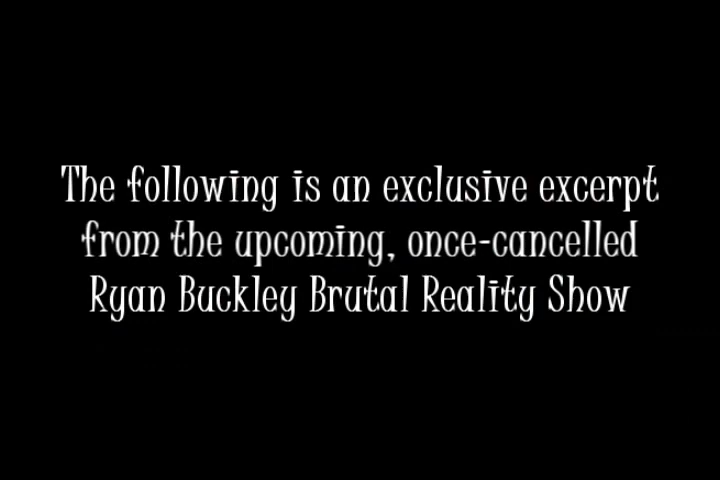 The following is an exclusive excerpt
from the upcoming, once-cancelled
Ryan Buckley Brutal Reality Show